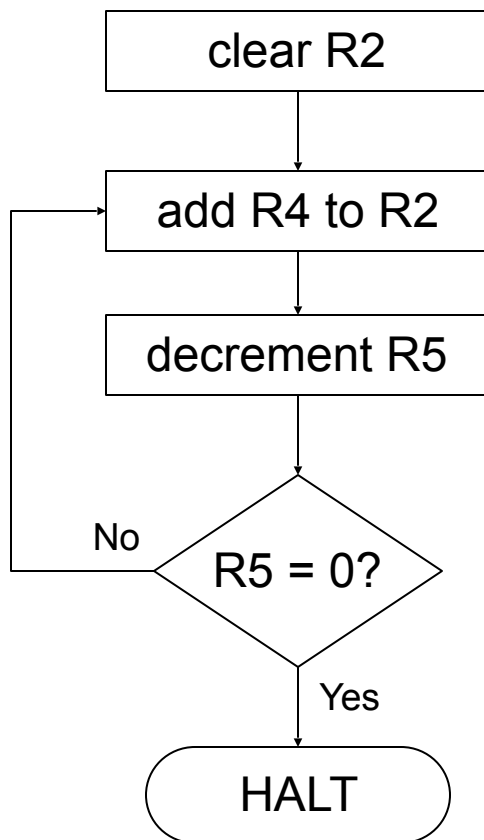 clear R2
add R4 to R2
decrement R5
No
R5 = 0?
Yes
HALT